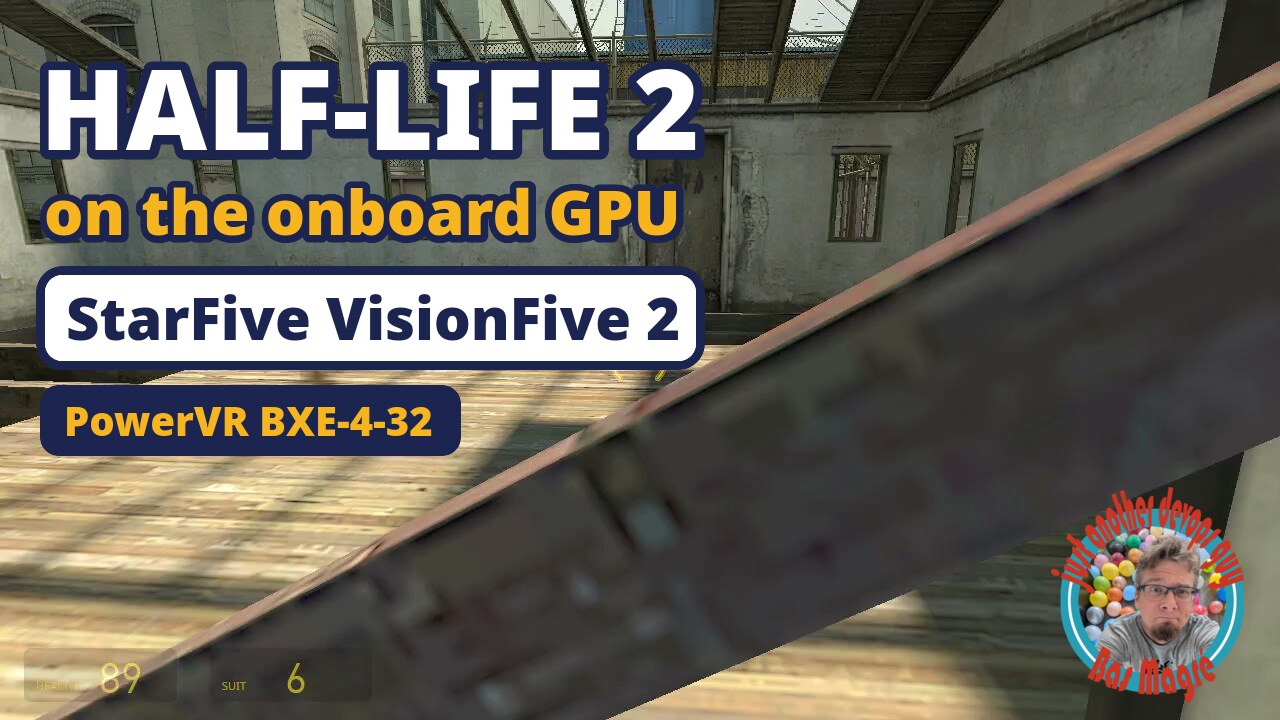 HALF-LIFE 2
on the onboard GPU
StarFive VisionFive 2
PowerVR BXE-4-32
just another devops guy
Bas Magré
HEALTH 89
SUIT 6